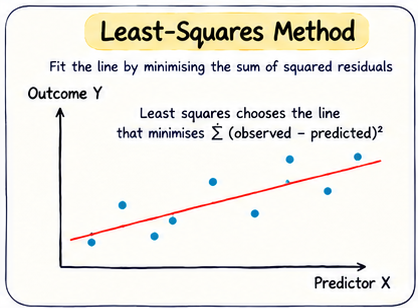 Least-Squares Method
Fit the line by minimising the sum of squared residuals
Outcome Y
Least squares chooses the line
that minimises Σ (observed – predicted)²
Predictor X